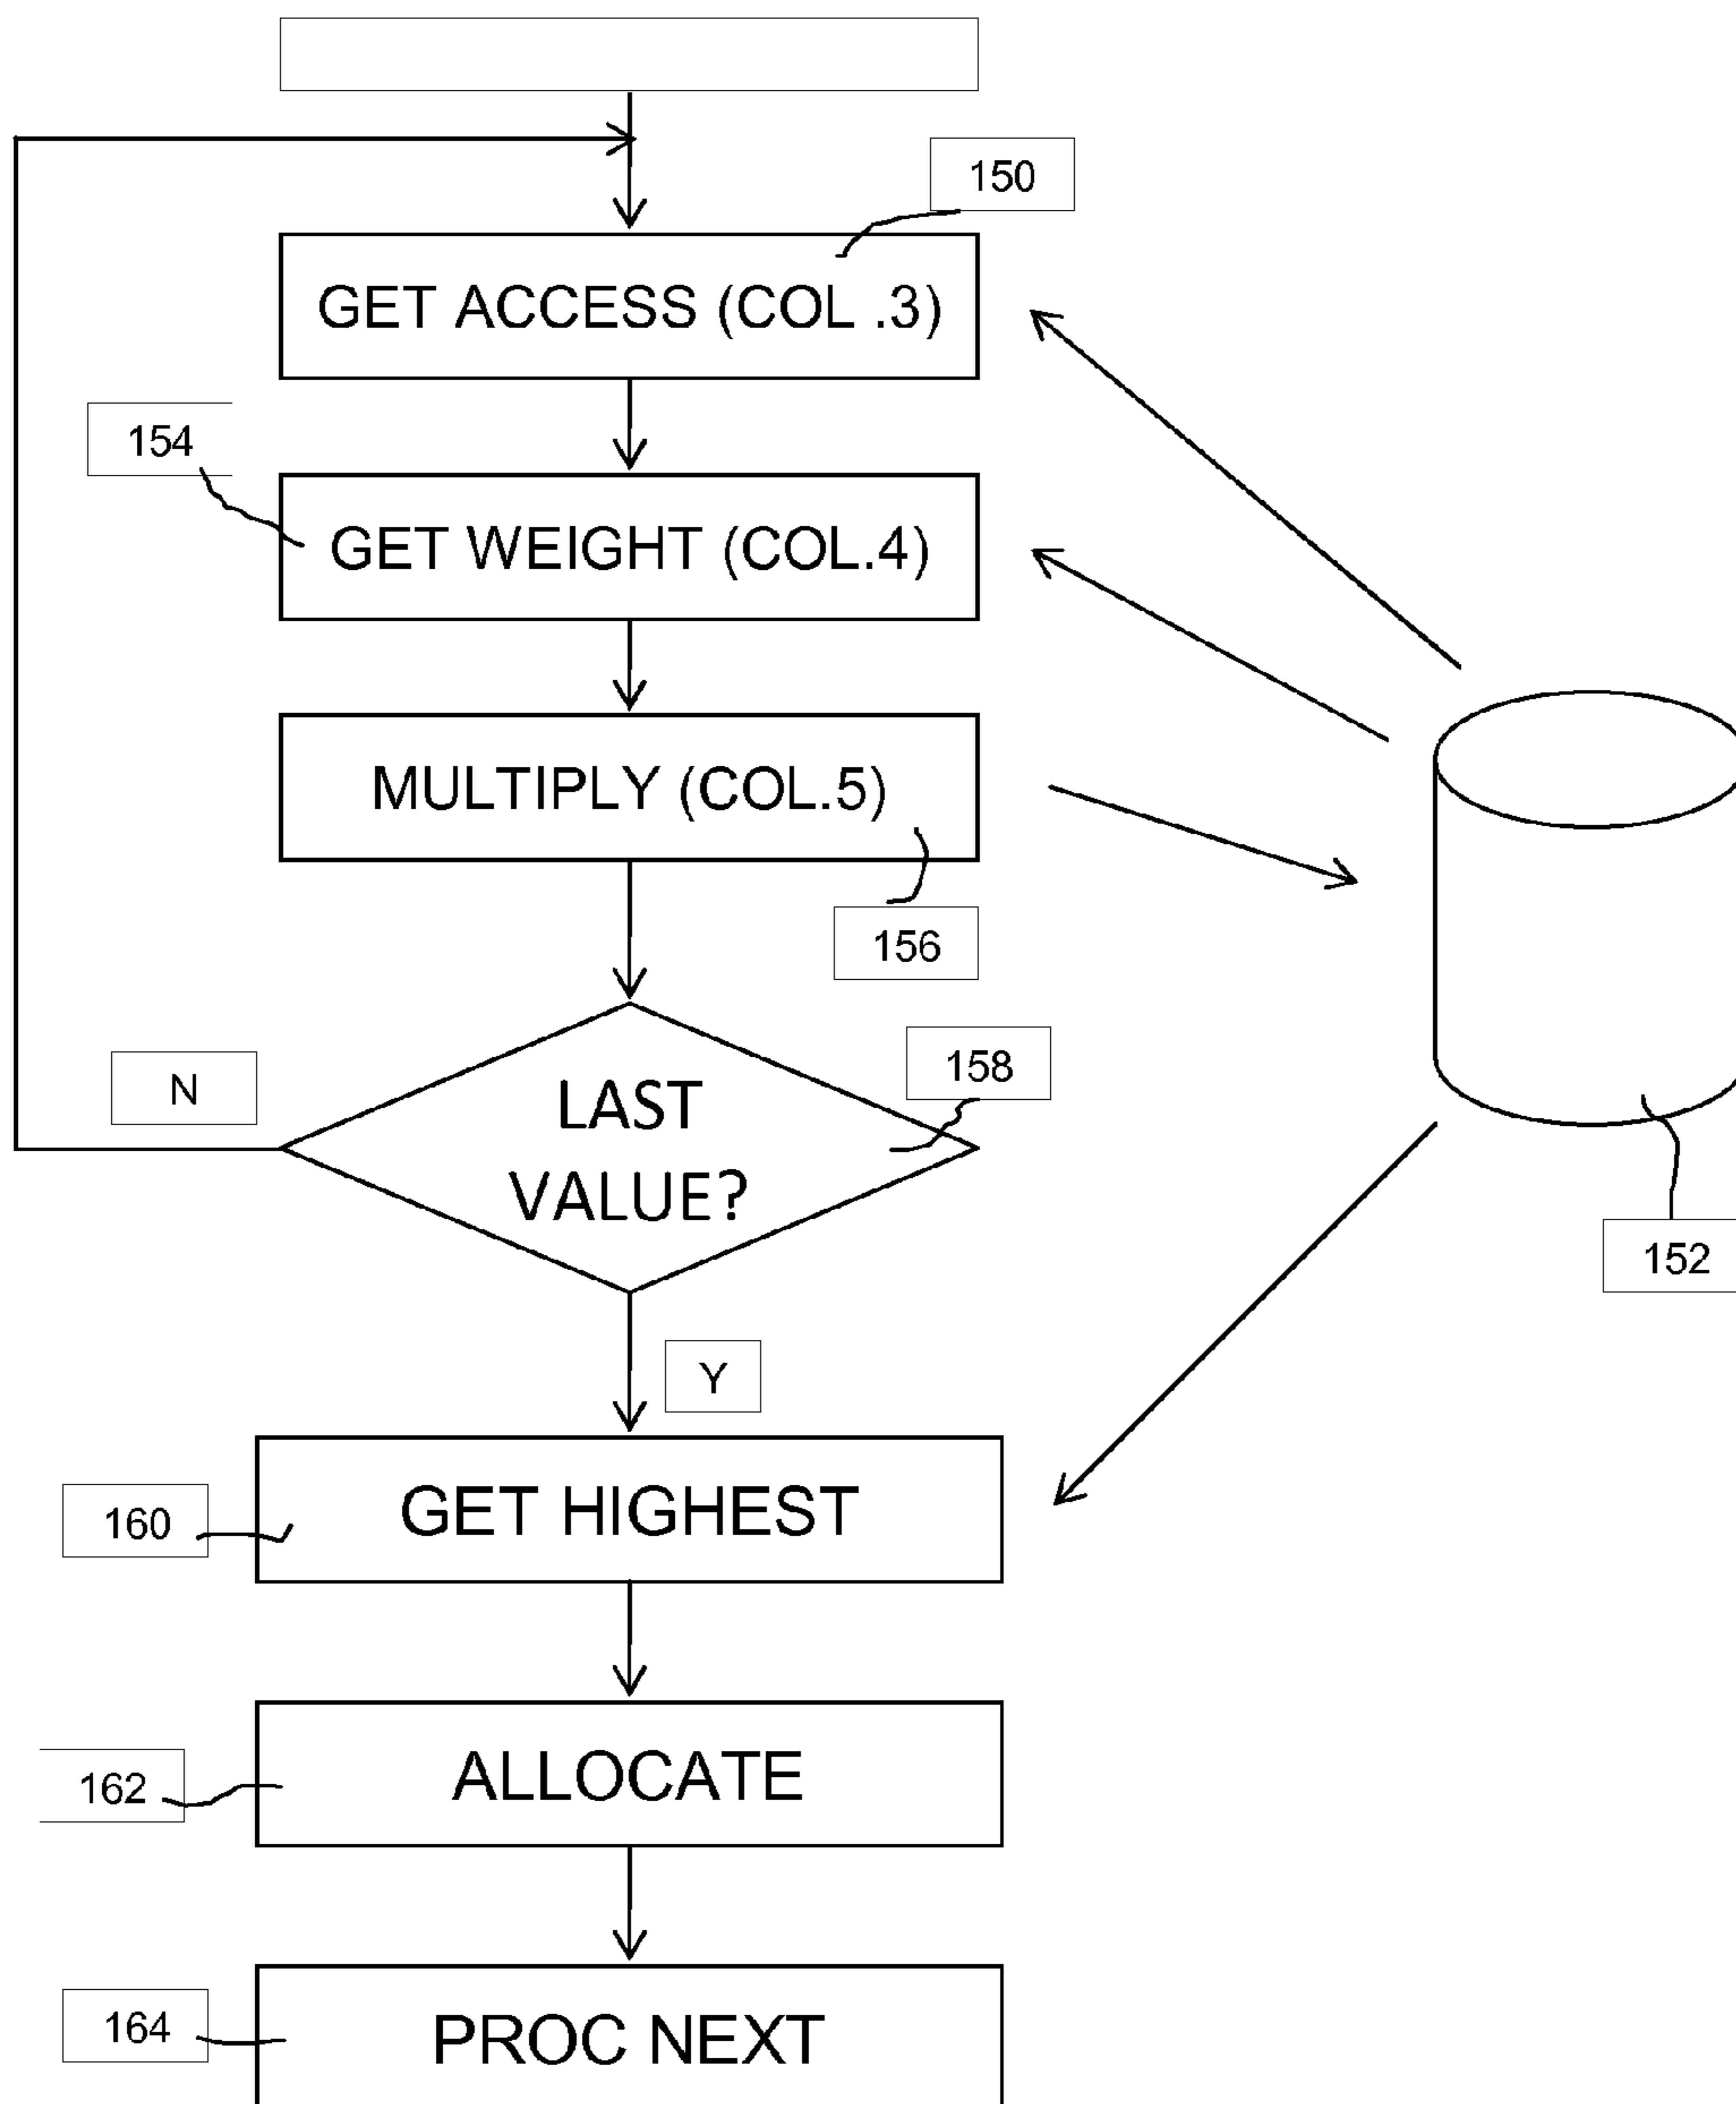 150
GET ACCESS (COL .3)
154
GET WEIGHT (COL.4)
MULTIPLY (COL.5)
156
158
N
LAST
VALUE?
152
Y
GET HIGHEST
160
ALLOCATE
162
PROC NEXT
164